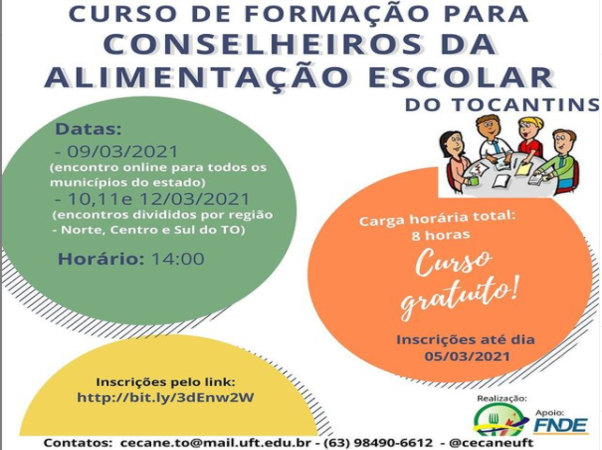 CURSO DE FORMAÇÃO PARA
CONSELHEIROS DA
ALIMENTAÇÃO ESCOLAR
DO TOCANTINS
Datas:
- 09/03/2021
(encontro online para todos os
municípios do estado)
- 10,11e 12/03/2021
(encontros divididos por região
- Norte, Centro e Sul do TO)
Horário: 14:00
Carga horária total:
8 horas
Curso
gratuito!
Inscrições até dia
05/03/2021
Inscrições pelo link:
http://bit.ly/3dEnw2W
Realização:
Apoio:
FNDE
Contatos: cecane.to@mail.uft.edu.br - (63) 98490-6612 - @cecaneuft